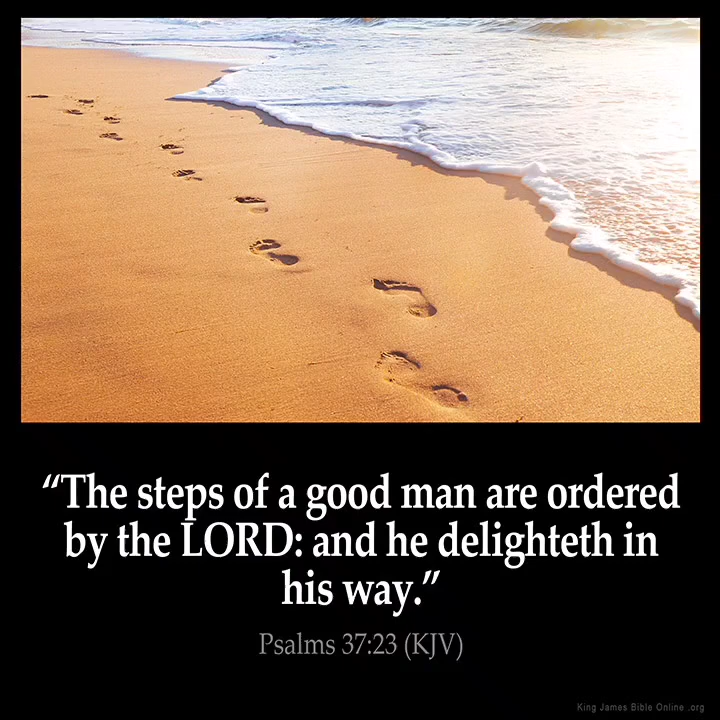 “The steps of a good man are ordered
by the LORD: and he delighteth in
his way.”
Psalms 37:23 (KJV)
King James Bible Online .org